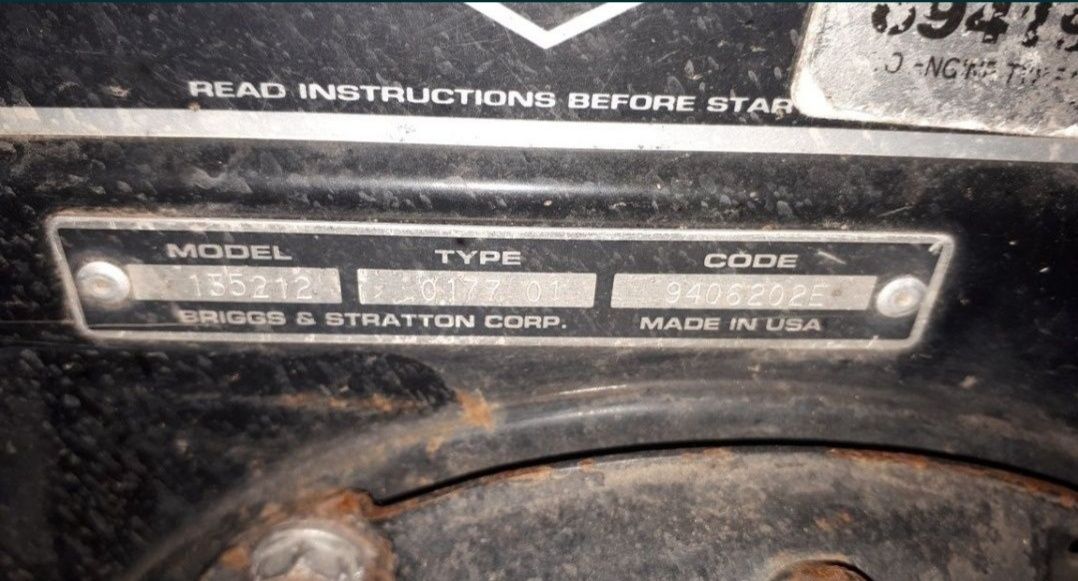 READ INSTRUCTIONS BEFORE STAR
MODEL TYPE CODE
135212 0177 01 9406202E
BRIGGS & STRATTON CORP. MADE IN USA